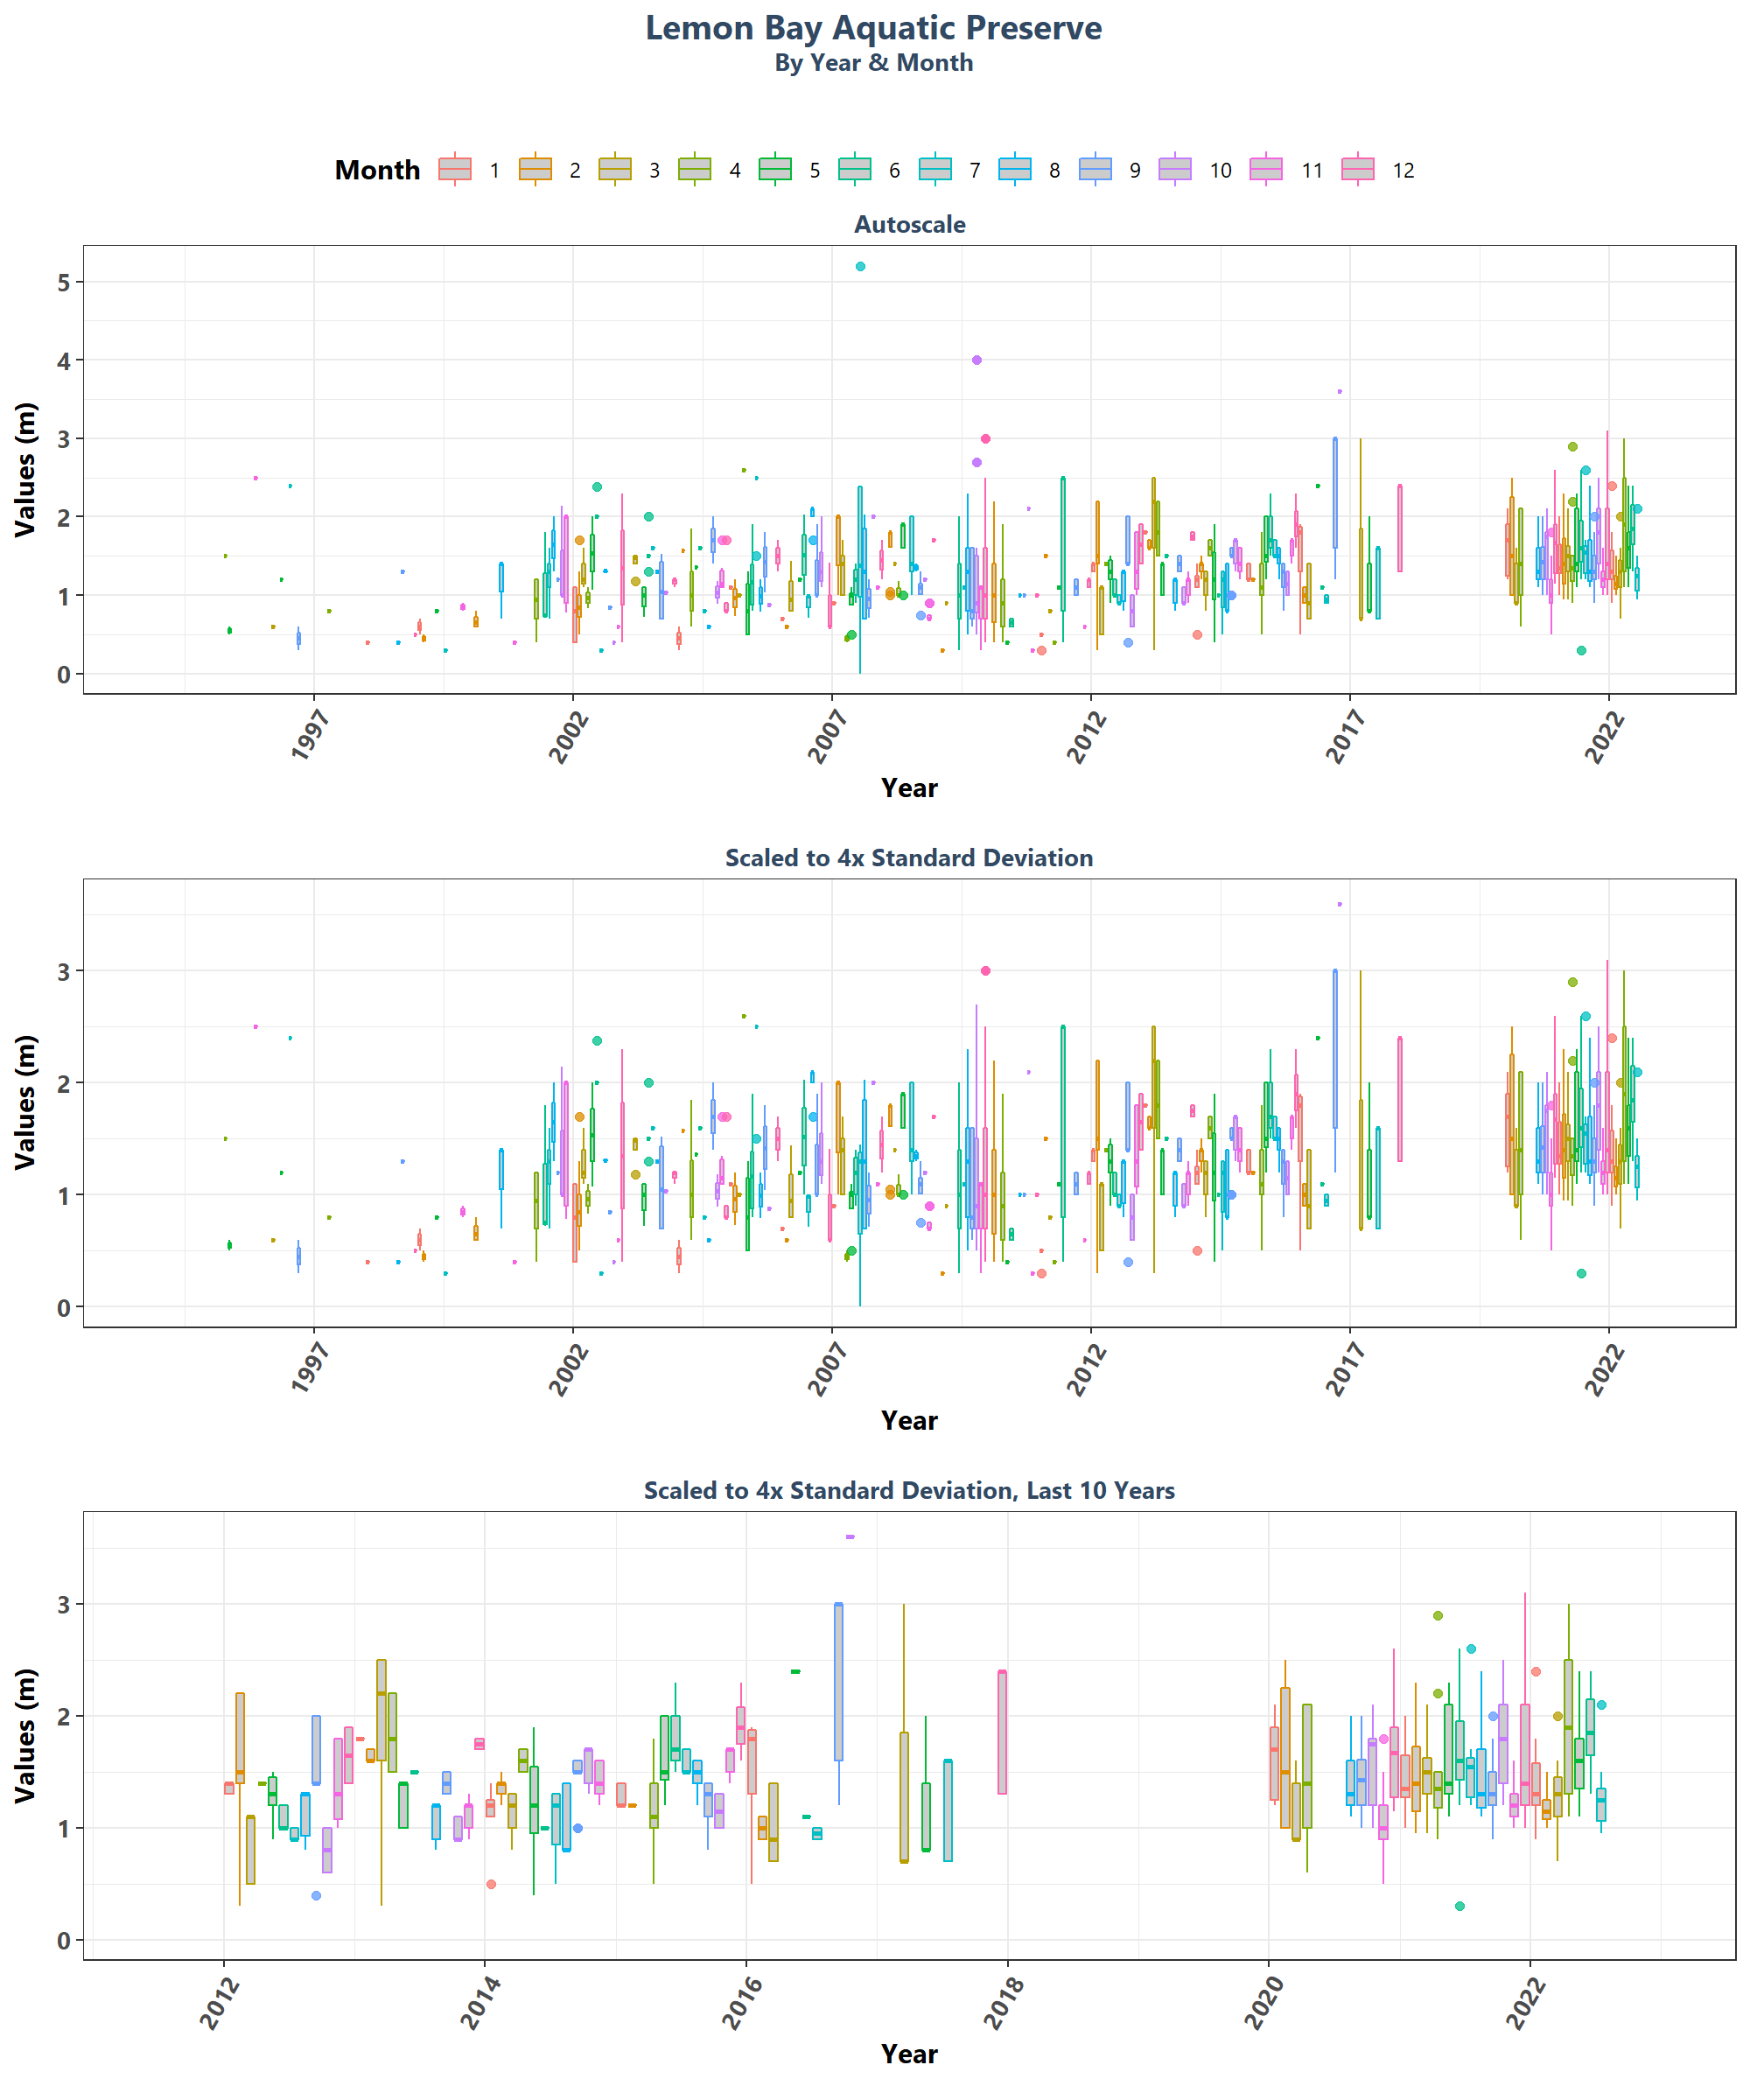 Lemon Bay Aquatic Preserve
By Year & Month
Month 1 2 3 4 5 6 7 8 9 10 11 12
Autoscale
5
4
3
2
1
0
Values (m)
1997 2002 2007 2012 2017 2022
Year
Scaled to 4x Standard Deviation
3
2
1
0
Values (m)
1997 2002 2007 2012 2017 2022
Year
Scaled to 4x Standard Deviation, Last 10 Years
3
2
1
0
Values (m)
2012 2014 2016 2018 2020 2022
Year